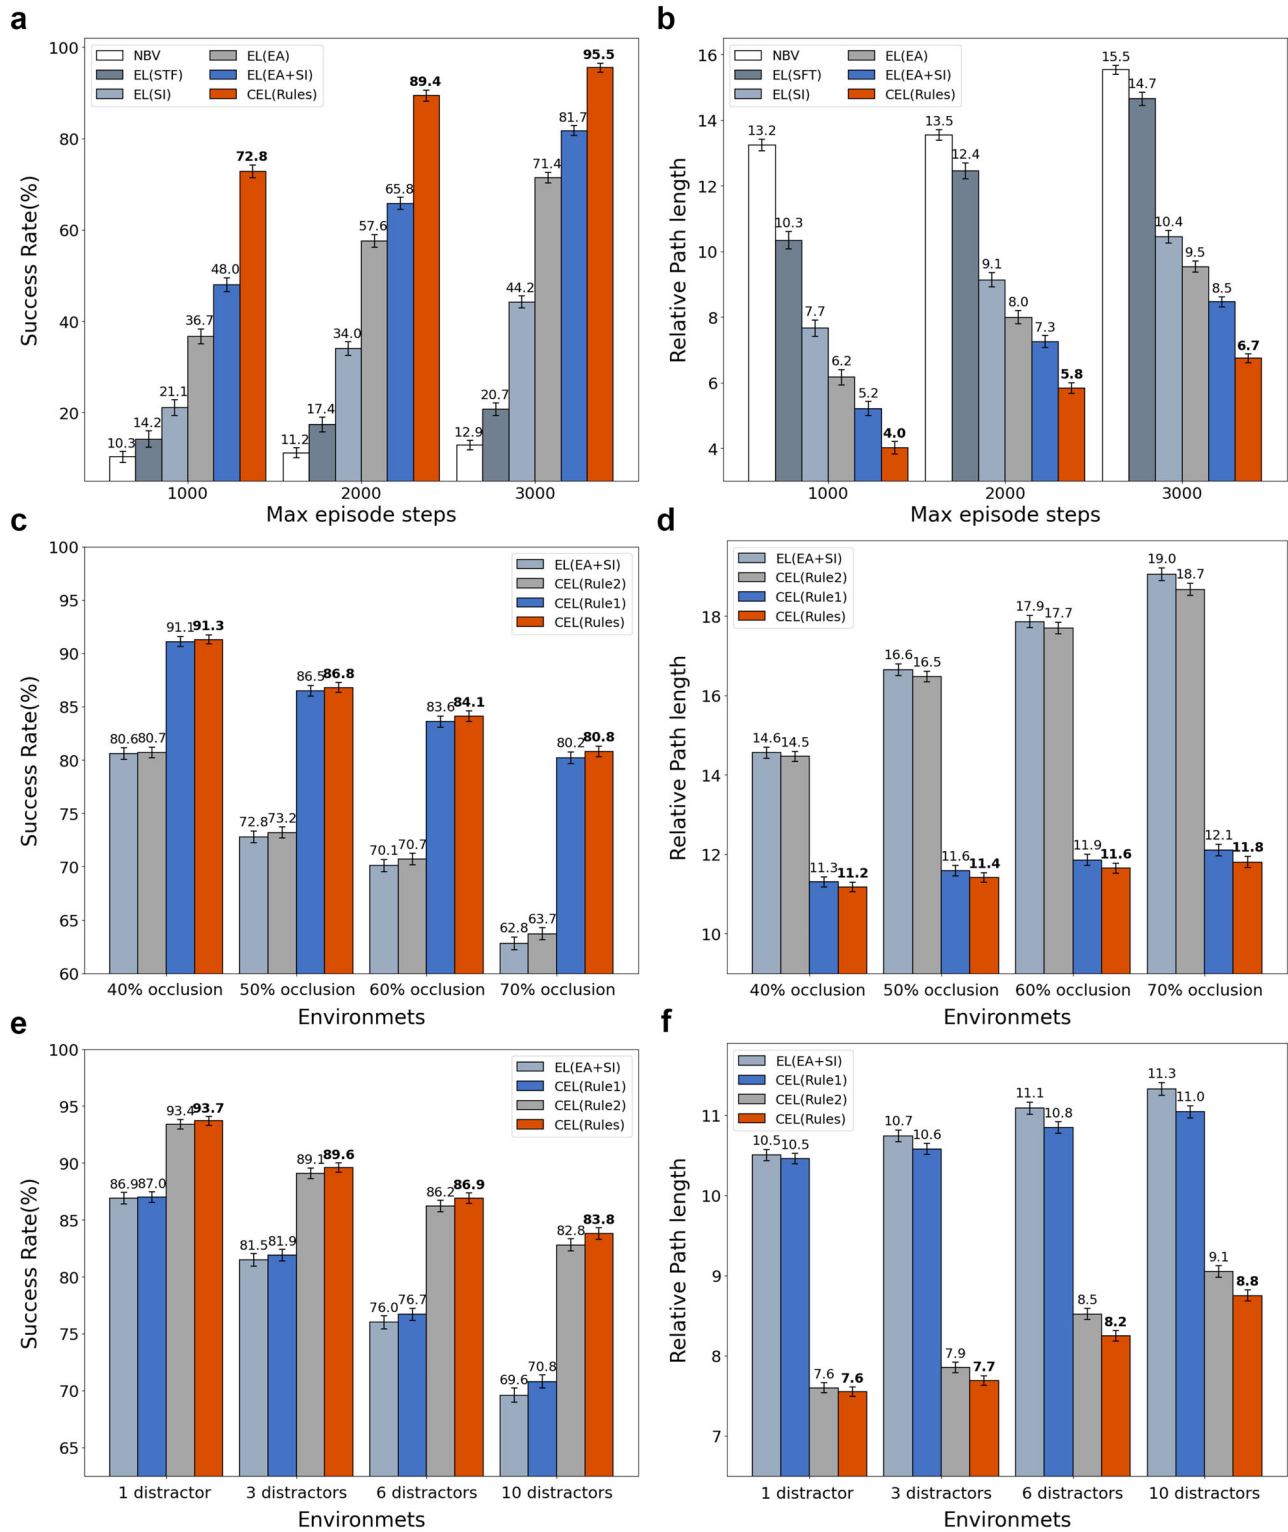 a
100
80
60
40
20
Success Rate(%)
NBV
EL(STF)
EL(SI)
EL(EA)
EL(EA+SI)
CEL(Rules)
10.3
14.2
21.1
36.7
48.0
72.8
11.2
17.4
34.0
57.6
65.8
89.4
12.9
20.7
44.2
71.4
81.7
95.5
1000
2000
3000
Max episode steps
b
16
14
12
10
8
6
4
Relative Path length
NBV
EL(SFT)
EL(SI)
EL(EA)
EL(EA+SI)
CEL(Rules)
13.2
10.3
7.7
6.2
5.2
4.0
13.5
12.4
9.1
8.0
7.3
5.8
15.5
14.7
10.4
9.5
8.5
6.7
1000
2000
3000
Max episode steps
c
100
95
90
85
80
75
70
65
60
Success Rate(%)
EL(EA+SI)
CEL(Rule2)
CEL(Rule1)
CEL(Rules)
80.6
80.7
91.1
91.3
72.8
73.2
86.5
86.8
70.1
70.7
83.6
84.1
62.8
63.7
80.2
80.8
40% occlusion
50% occlusion
60% occlusion
70% occlusion
Environmets
d
18
16
14
12
10
Relative Path length
EL(EA+SI)
CEL(Rule2)
CEL(Rule1)
CEL(Rules)
14.6
14.5
11.3
11.2
16.6
16.5
11.6
11.4
17.9
17.7
11.9
11.6
19.0
18.7
12.1
11.8
40% occlusion
50% occlusion
60% occlusion
70% occlusion
Environmets
e
100
95
90
85
80
75
70
65
Success Rate(%)
EL(EA+SI)
CEL(Rule1)
CEL(Rule2)
CEL(Rules)
86.9
87.0
93.4
93.7
81.5
81.9
89.1
89.6
76.0
76.7
86.2
86.9
69.6
70.8
82.8
83.8
1 distractor
3 distractors
6 distractors
10 distractors
Environmets
f
11
10
9
8
7
Relative Path length
EL(EA+SI)
CEL(Rule1)
CEL(Rule2)
CEL(Rules)
10.5
10.5
7.6
7.6
10.7
10.6
7.9
7.7
11.1
10.8
8.5
8.2
11.3
11.0
9.1
8.8
1 distractor
3 distractors
6 distractors
10 distractors
Environmets